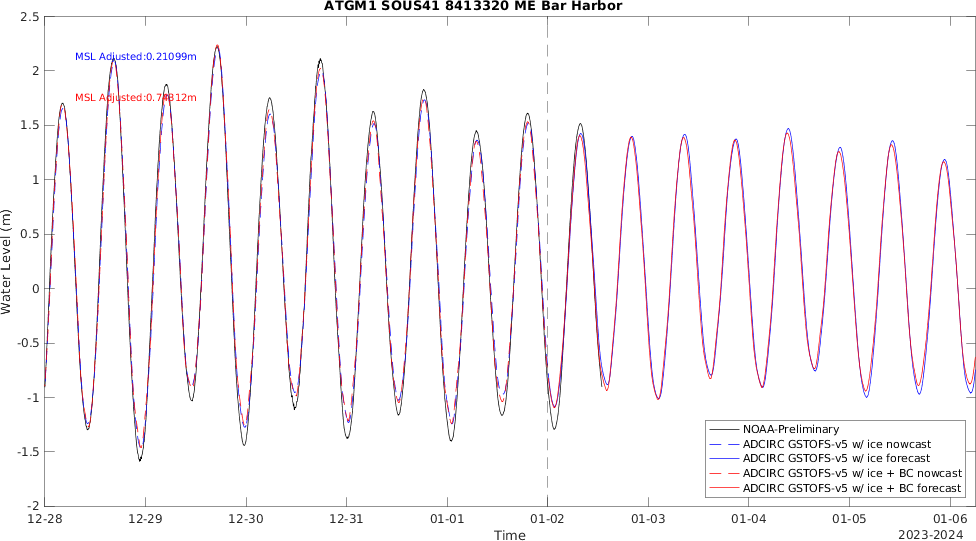 ATGM1 SOUS41 8413320 ME Bar Harbor
2.5
2
1.5
1
0.5
0
-0.5
-1
-1.5
-2
Water Level (m)
MSL Adjusted:0.21099m
MSL
NOAA-Preliminary
ADCIRC GSTOFS-v5 w/ ice nowcast
ADCIRC GSTOFS-v5 w/ ice forecast
ADCIRC GSTOFS-v5 w/ ice + BC nowcast
ADCIRC GSTOFS-v5 w/ ice + BC forecast
12-28 12-29 12-30 12-31 01-01 01-02 01-03 01-04 01-05 01-06
Time
2023-2024